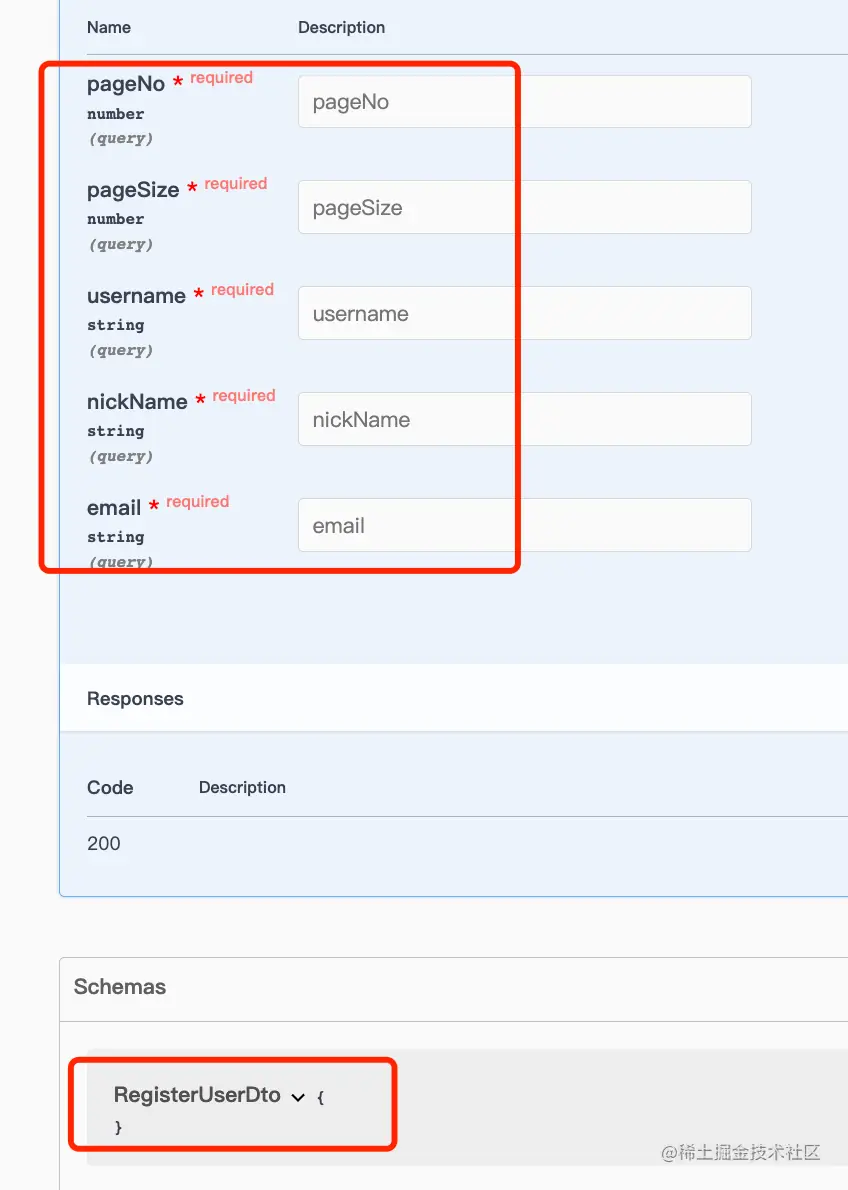 Name Description
pageNo * required
number
(query)
pageNo
pageSize * required
number
(query)
pageSize
username * required
string
(query)
username
nickName * required
string
(query)
nickName
email * required
string
(query)
email
Responses
Code Description
200
Schemas
RegisterUserDto {
}
@稀土掘金技术社区